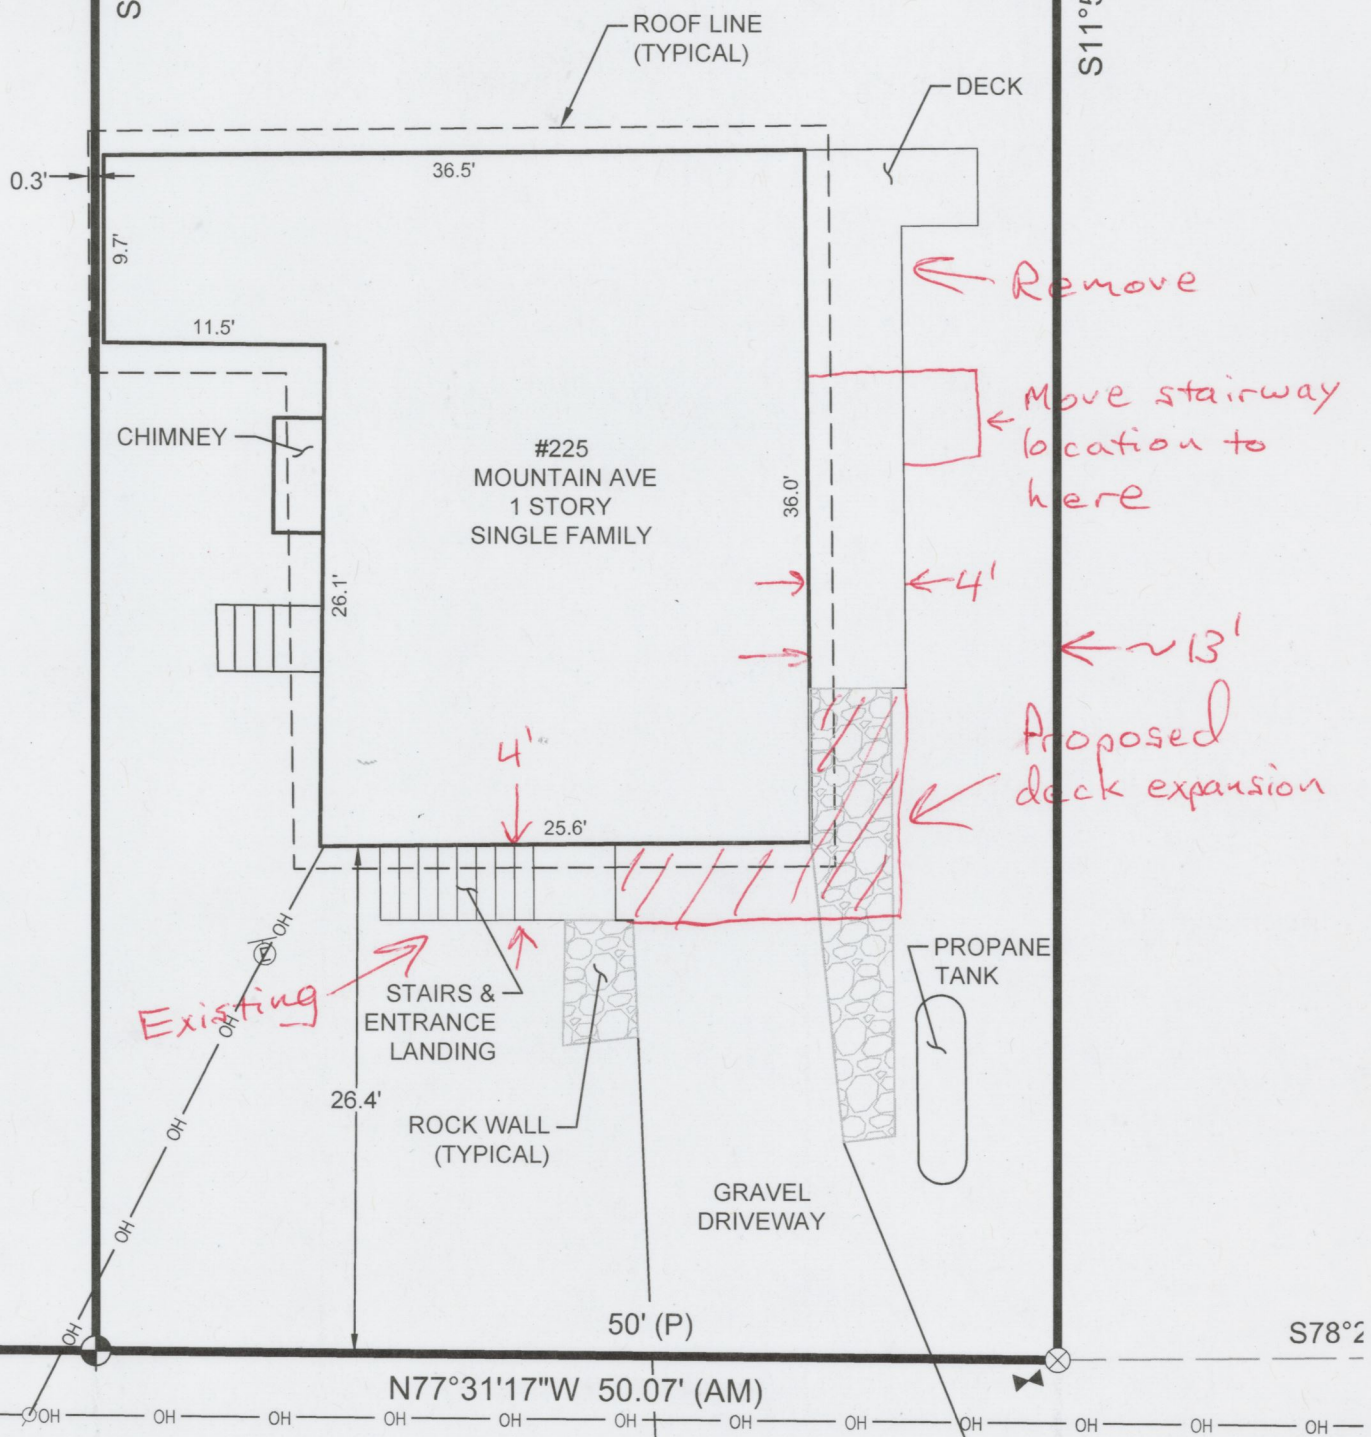 S
S11°5
ROOF LINE
(TYPICAL)
DECK
0.3'
36.5'
9.7'
Remove
11.5'
Move stairway
location to
here
CHIMNEY
#225
MOUNTAIN AVE
1 STORY
SINGLE FAMILY
36.0'
26.1'
4'
~13'
Proposed
deck expansion
4'
25.6'
OH
PROPANE
TANK
Existing
STAIRS &
ENTRANCE
LANDING
OH
26.4'
ROCK WALL
(TYPICAL)
OH
GRAVEL
DRIVEWAY
OH
50' (P)
OH
S78°2
N77°31'17"W 50.07' (AM)
OH OH OH OH OH OH OH OH OH OH OH OH